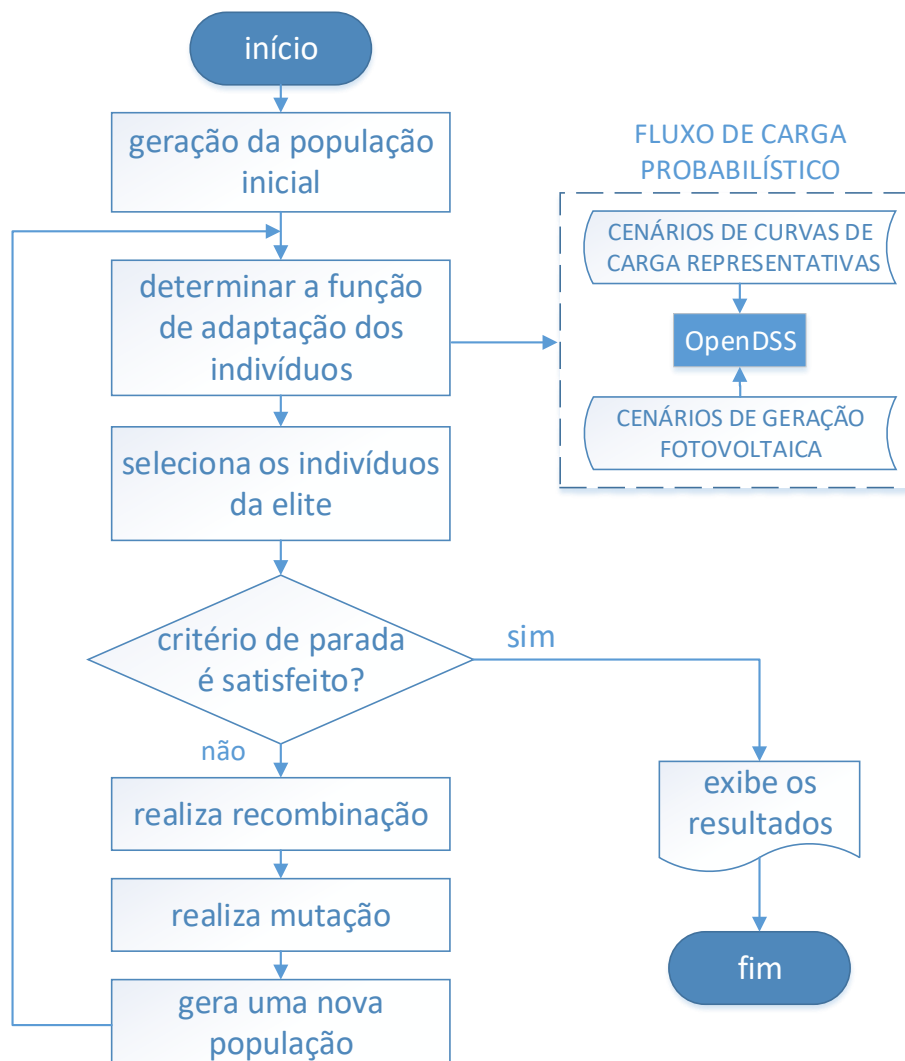 início
geração da população
inicial
determinar a função
de adaptação dos
indivíduos
seleciona os indivíduos
da elite
critério de parada
é satisfeito?
sim
não
realiza recombinação
realiza mutação
gera uma nova
população
FLUXO DE CARGA
PROBABILÍSTICO
CENÁRIOS DE CURVAS DE
CARGA REPRESENTATIVAS
OpenDSS
CENÁRIOS DE GERAÇÃO
FOTOVOLTAICA
exibe os
resultados
fim